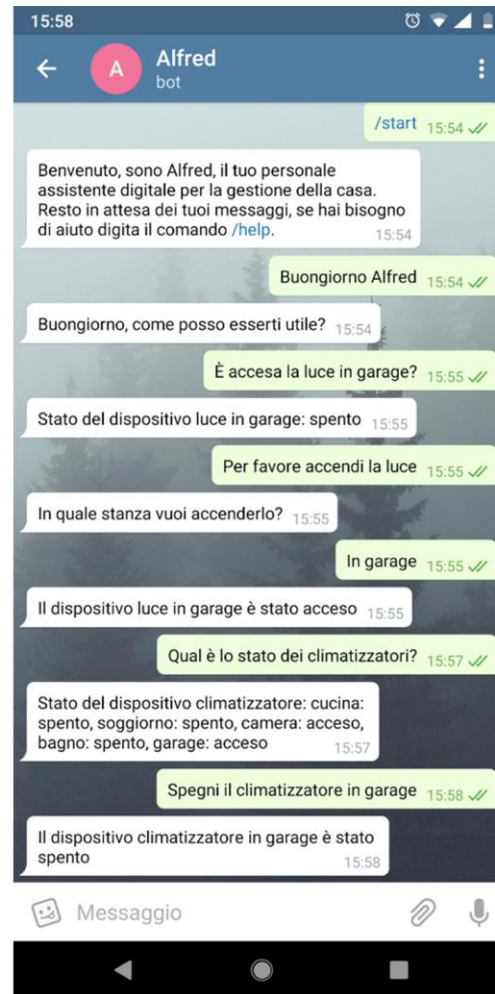 15:58
A
Alfred
bot
/start 15:54
Benvenuto, sono Alfred, il tuo personale
assistente digitale per la gestione della casa.
Resto in attesa dei tuoi messaggi, se hai bisogno
di aiuto digita il comando /help. 15:54
Buongiorno Alfred 15:54
Buongiorno, come posso esserti utile? 15:54
È accesa la luce in garage? 15:55
Stato del dispositivo luce in garage: spento 15:55
Per favore accendi la luce 15:55
In quale stanza vuoi accenderlo? 15:55
In garage 15:55
Il dispositivo luce in garage è stato acceso 15:55
Qual è lo stato dei climatizzatori? 15:57
Stato del dispositivo climatizzatore: cucina:
spento, soggiorno: spento, camera: acceso,
bagno: spento, garage: acceso 15:57
Spegni il climatizzatore in garage 15:58
Il dispositivo climatizzatore in garage è stato
spento 15:58
Messaggio